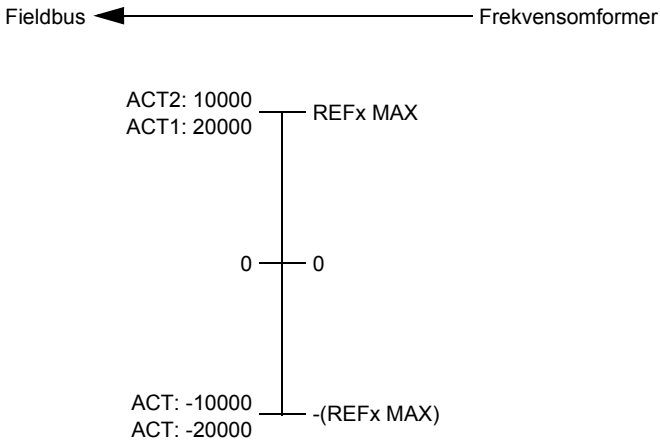 Fieldbus Frekvensomformer
ACT2: 10000
ACT1: 20000 REFx MAX
0 0
ACT: -10000
ACT: -20000 -(REFx MAX)